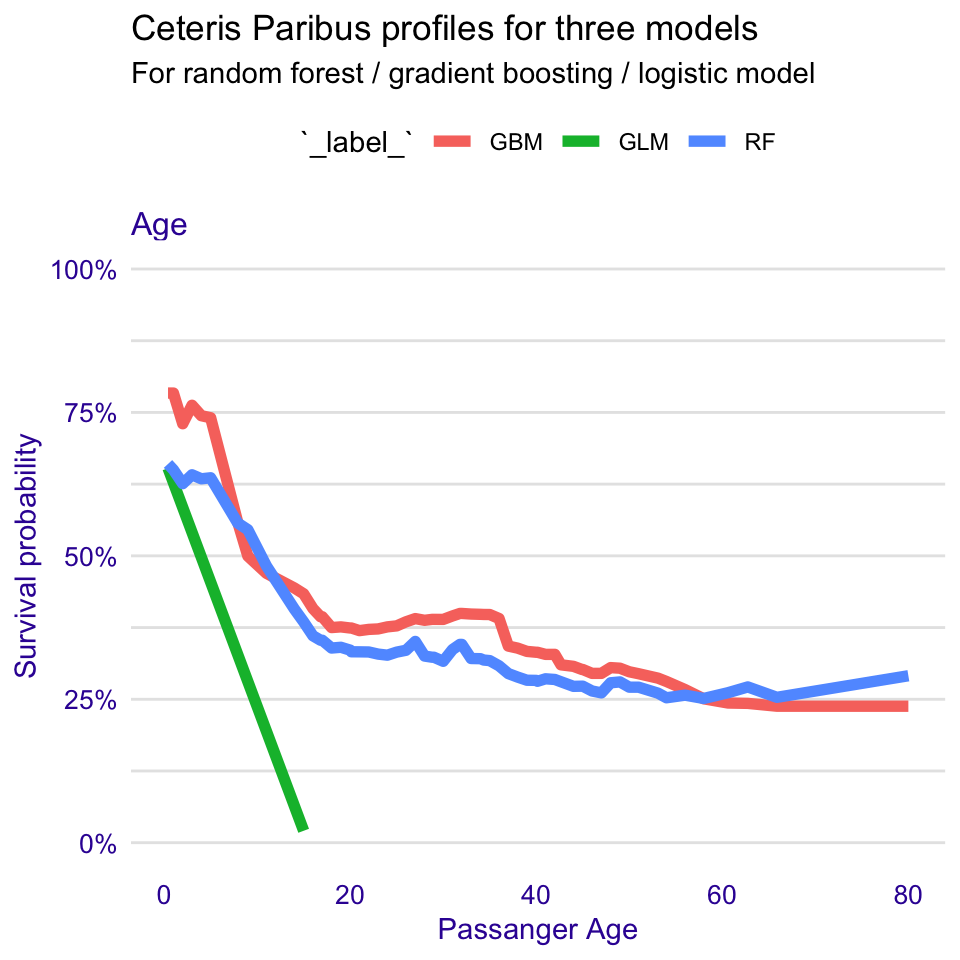 Ceteris Paribus profiles for three models
For random forest / gradient boosting / logistic model
`_label_` GBM GLM RF
Age
100%
75%
50%
25%
0%
Survival probability
0 20 40 60 80
Passanger Age